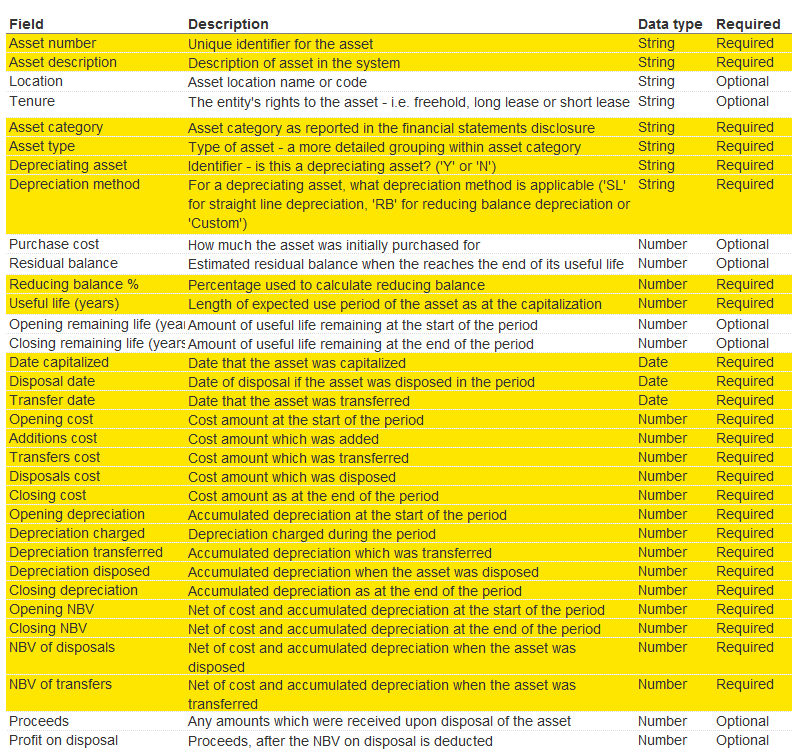 Field Description Data type Required
Asset number Unique identifier for the asset String Required
Asset description Description of asset in the system String Required
Location Asset location name or code String Optional
Tenure The entity's rights to the asset - i.e. freehold, long lease or short lease String Optional
Asset category Asset category as reported in the financial statements disclosure String Required
Asset type Type of asset - a more detailed grouping within asset category String Required
Depreciating asset Identifier - is this a depreciating asset? ('Y' or 'N') String Required
Depreciation method For a depreciating asset, what depreciation method is applicable ('SL' String Required
for straight line depreciation, 'RB' for reducing balance depreciation or
'Custom')
Purchase cost How much the asset was initially purchased for Number Optional
Residual balance Estimated residual balance when the reaches the end of its useful life Number Optional
Reducing balance % Percentage used to calculate reducing balance Number Required
Useful life (years) Length of expected use period of the asset as at the capitalization Number Required
Opening remaining life (year Amount of useful life remaining at the start of the period Number Optional
Closing remaining life (years Amount of useful life remaining at the end of the period Number Optional
Date capitalized Date that the asset was capitalized Date Required
Disposal date Date of disposal if the asset was disposed in the period Date Required
Transfer date Date that the asset was transferred Date Required
Opening cost Cost amount at the start of the period Number Required
Additions cost Cost amount which was added Number Required
Transfers cost Cost amount which was transferred Number Required
Disposals cost Cost amount which was disposed Number Required
Closing cost Cost amount as at the end of the period Number Required
Opening depreciation Accumulated depreciation at the start of the period Number Required
Depreciation charged Depreciation charged during the period Number Required
Depreciation transferred Accumulated depreciation which was transferred Number Required
Depreciation disposed Accumulated depreciation when the asset was disposed Number Required
Closing depreciation Accumulated depreciation as at the end of the period Number Required
Opening NBV Net of cost and accumulated depreciation at the start of the period Number Required
Closing NBV Net of cost and accumulated depreciation at the end of the period Number Required
NBV of disposals Net of cost and accumulated depreciation when the asset was Number Required
disposed
NBV of transfers Net of cost and accumulated depreciation when the asset was Number Required
transferred
Proceeds Any amounts which were received upon disposal of the asset Number Optional
Profit on disposal Proceeds, after the NBV on disposal is deducted Number Optional